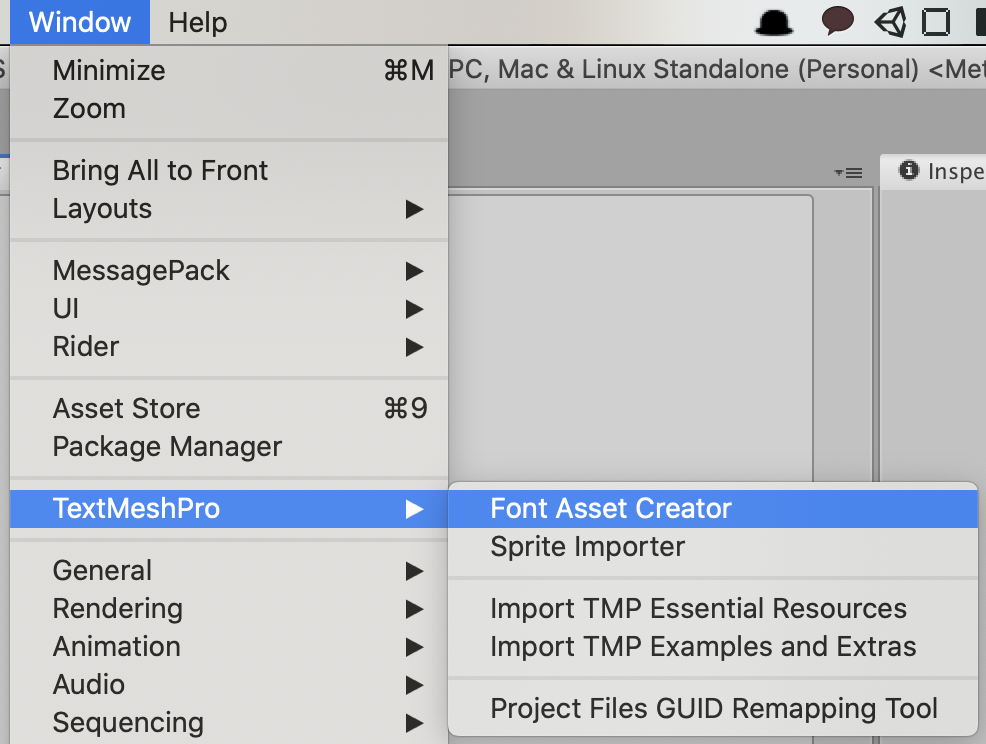 Window Help
Minimize ⌘M
PC, Mac & Linux Standalone (Personal) <Met
Zoom
Bring All to Front
Inspe
Layouts
MessagePack
UI
Rider
Asset Store ⌘9
Package Manager
TextMeshPro
Font Asset Creator
Sprite Importer
Import TMP Essential Resources
Import TMP Examples and Extras
Project Files GUID Remapping Tool
General
Rendering
Animation
Audio
Sequencing